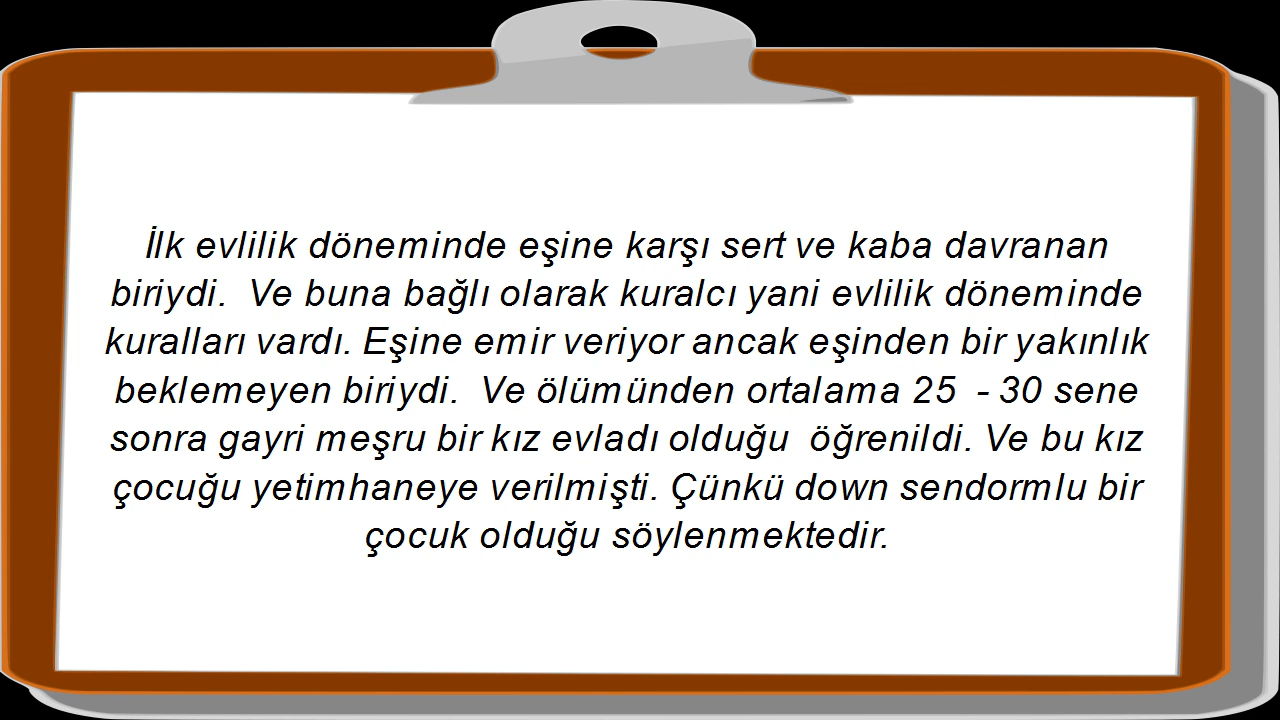 İlk evlilik döneminde eşine karşı sert ve kaba davranan
biriydi.  Ve buna bağlı olarak kuralcı yani evlilik döneminde
kuralları vardı. Eşine emir veriyor ancak eşinden bir yakınlık
beklemeyen biriydi.  Ve ölümünden ortalama 25  - 30 sene
sonra gayri meşru bir kız evladı olduğu  öğrenildi. Ve bu kız
çocuğu yetimhaneye verilmişti. Çünkü down sendormlu bir
çocuk olduğu söylenmektedir.